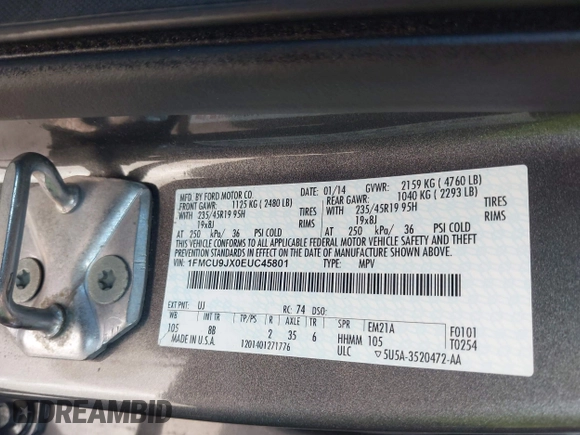 MFD. BY FORD MOTOR CO. 01/14 GVWR: 2159 KG ( 4760 LB)
FRONT GAWR: 1125 KG ( 2480 LB) REAR GAWR: 1040 KG ( 2293 LB)
WITH 235/45R19 95H TIRES WITH 235/45R19 95H TIRES
19x8J RIMS 19x8J RIMS
AT 250 kPa/ 36 PSI COLD AT 250 kPa/ 36 PSI COLD
THIS VEHICLE CONFORMS TO ALL APPLICABLE FEDERAL MOTOR VEHICLE SAFETY AND THEFT
PREVENTION STANDARDS IN EFFECT ON THE DATE OF MANUFACTURE SHOWN ABOVE.
VIN: 1FMCU9JX0EUC45801 TYPE: MPV
EXT PNT: UJ RC: 74 DSO:
WB BRK INT TR TP/PS R AXLE TR SPR EM21A F0101
105 8B 2 35 6 HHMM 105 T0254
MADE IN U.S.A. 1201401271776 ULC 5U5A-3520472-AA
IDREAMBID